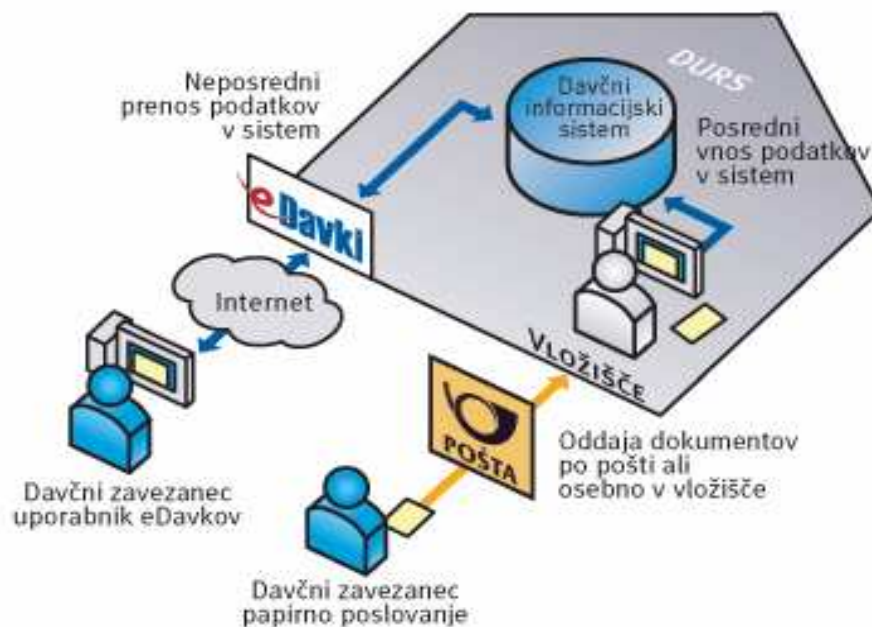 DURS
Neposredni
prenos podatkov
v sistem
Davčni
informacijski
sistem
Posredni
vnos podatkov
v sistem
eDavki
Internet
VLOŽIŠČE
POŠTA
Oddaja dokumentov
po pošti ali
osebno v vložišče
Davčni zavezanec
uporabnik eDavkov
Davčni zavezanec
papirno poslovanje